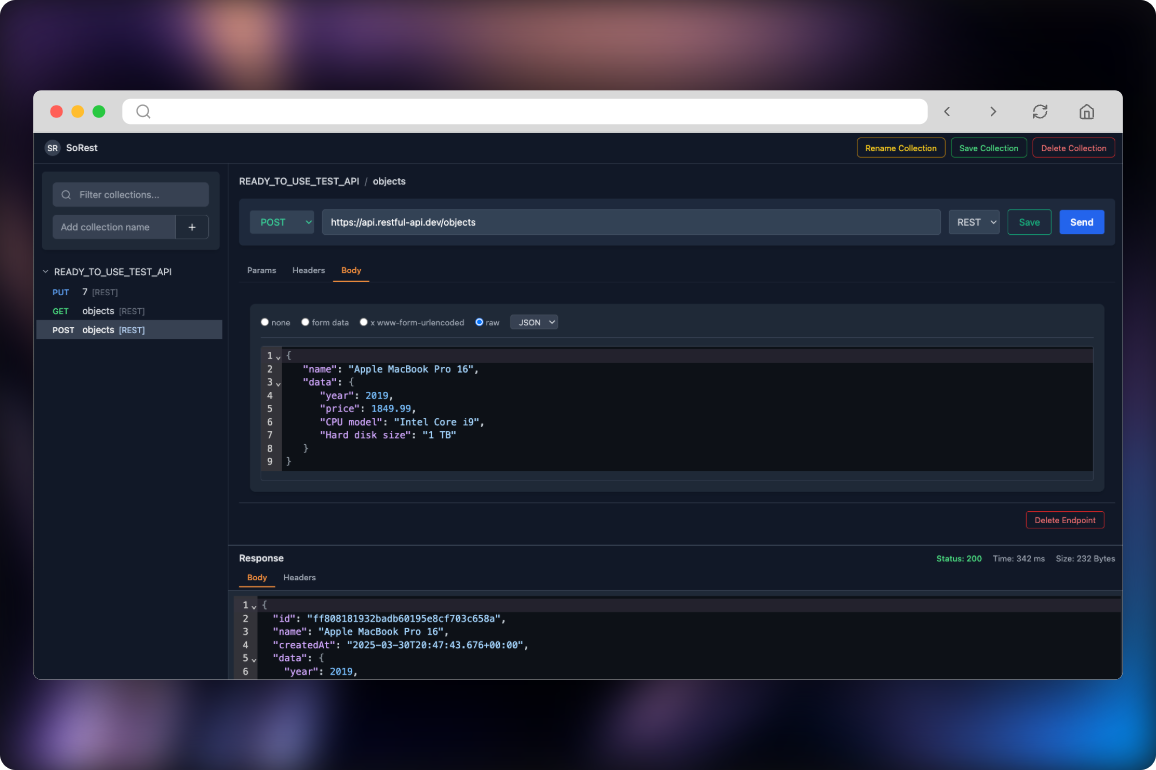 SR SoRest
Rename Collection Save Collection Delete Collection
Filter collections...
Add collection name +
READY_TO_USE_TEST_API
PUT 7 [REST]
GET objects [REST]
POST objects [REST]
READY_TO_USE_TEST_API / objects
POST https://api.restful-api.dev/objects REST Save Send
Params Headers Body
none form data x www-form-urlencoded raw JSON
1 {
2 "name": "Apple MacBook Pro 16",
3 "data": {
4 "year": 2019,
5 "price": 1849.99,
6 "CPU model": "Intel Core i9",
7 "Hard disk size": "1 TB"
8 }
9 }
Delete Endpoint
Response Status: 200 Time: 342 ms Size: 232 Bytes
Body Headers
1 {
2 "id": "ff808181932badb60195e8cf703c658a",
3 "name": "Apple MacBook Pro 16",
4 "createdAt": "2025-03-30T20:47:43.676+00:00",
5 "data": {
6 "year": 2019,